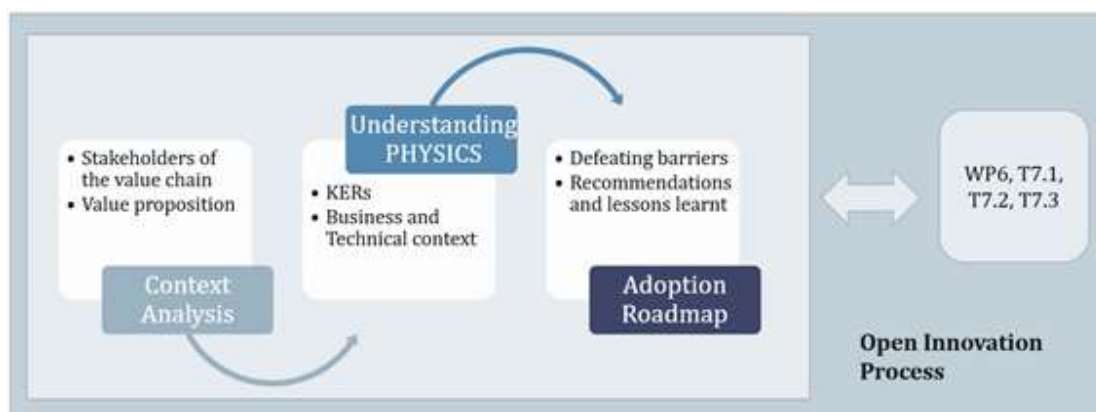 • Stakeholders of
the value chain
• Value proposition
Context
Analysis
Understanding
PHYSICS
• KERs
• Business and
Technical context
• Defeating barriers
• Recommendations
and lessons learnt
Adoption
Roadmap
WP6, T7.1,
T7.2, T7.3
Open Innovation
Process